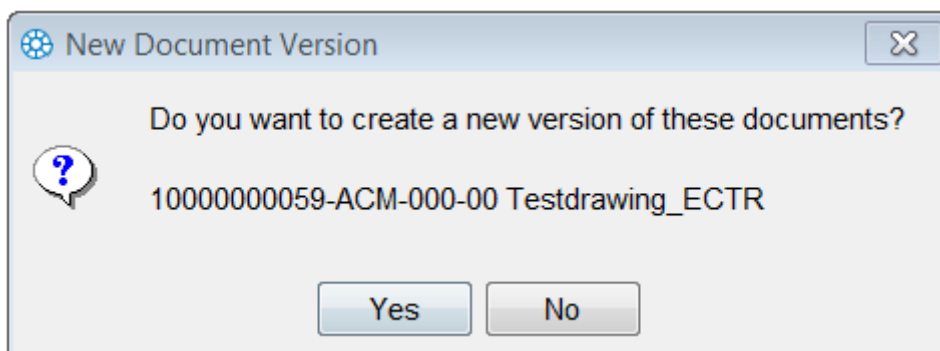 New Document Version
Do you want to create a new version of these documents?
10000000059-ACM-000-00 Testdrawing_ECTR
Yes
No